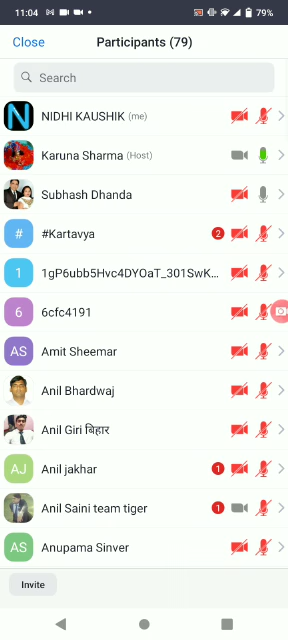 11:04 79%
Close Participants (79)
Search
N NIDHI KAUSHIK (me)
Karuna Sharma (Host)
Subhash Dhanda
# #Kartavya 2
1 1gP6ubb5Hvc4DYOaT_301SwK...
6 6cfc4191
AS Amit Sheemar
Anil Bhardwaj
Anil Giri बिहार
AJ Anil jakhar 1
Anil Saini team tiger 1
AS Anupama Sinver
Invite